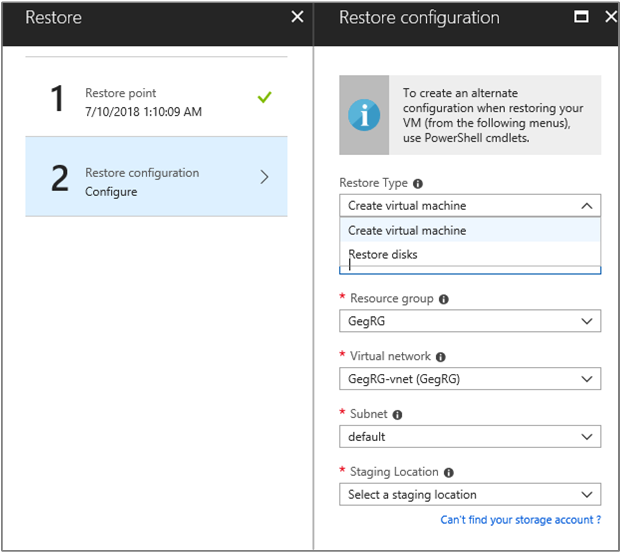 Restore
1
Restore point
7/10/2018 1:10:09 AM
2
Restore configuration
Configure
Restore configuration
To create an alternate
configuration when restoring your
VM (from the following menus),
use PowerShell cmdlets.
Restore Type
Create virtual machine
Create virtual machine
Restore disks
* Resource group
GegRG
* Virtual network
GegRG-vnet (GegRG)
* Subnet
default
* Staging Location
Select a staging location
Can't find your storage account ?